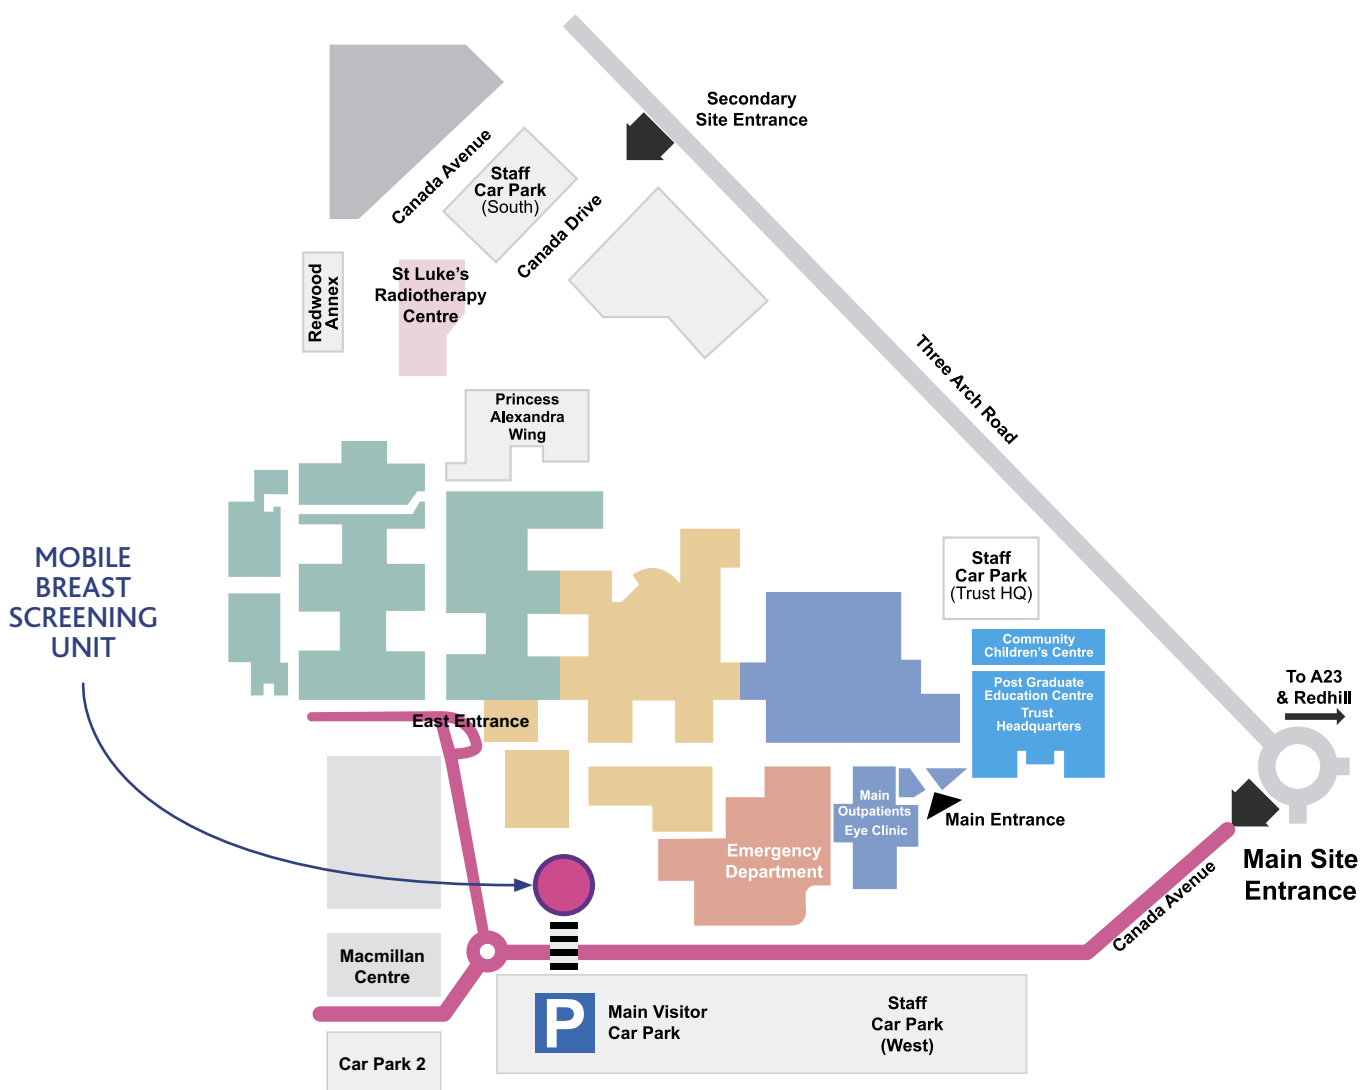 Secondary
Site Entrance
Canada Avenue
Staff
Car Park
(South)
Canada Drive
Redwood
Annex
St Luke's
Radiotherapy
Centre
Three Arch Road
Princess
Alexandra
Wing
MOBILE
BREAST
SCREENING
UNIT
Staff
Car Park
(Trust HQ)
Community
Children's Centre
Post Graduate
Education Centre
Trust
Headquarters
To A23
& Redhill
East Entrance
Main
Outpatients
Eye Clinic
Main Entrance
Emergency
Department
Main Site
Entrance
Canada Avenue
Macmillan
Centre
P
Main Visitor
Car Park
Staff
Car Park
(West)
Car Park 2